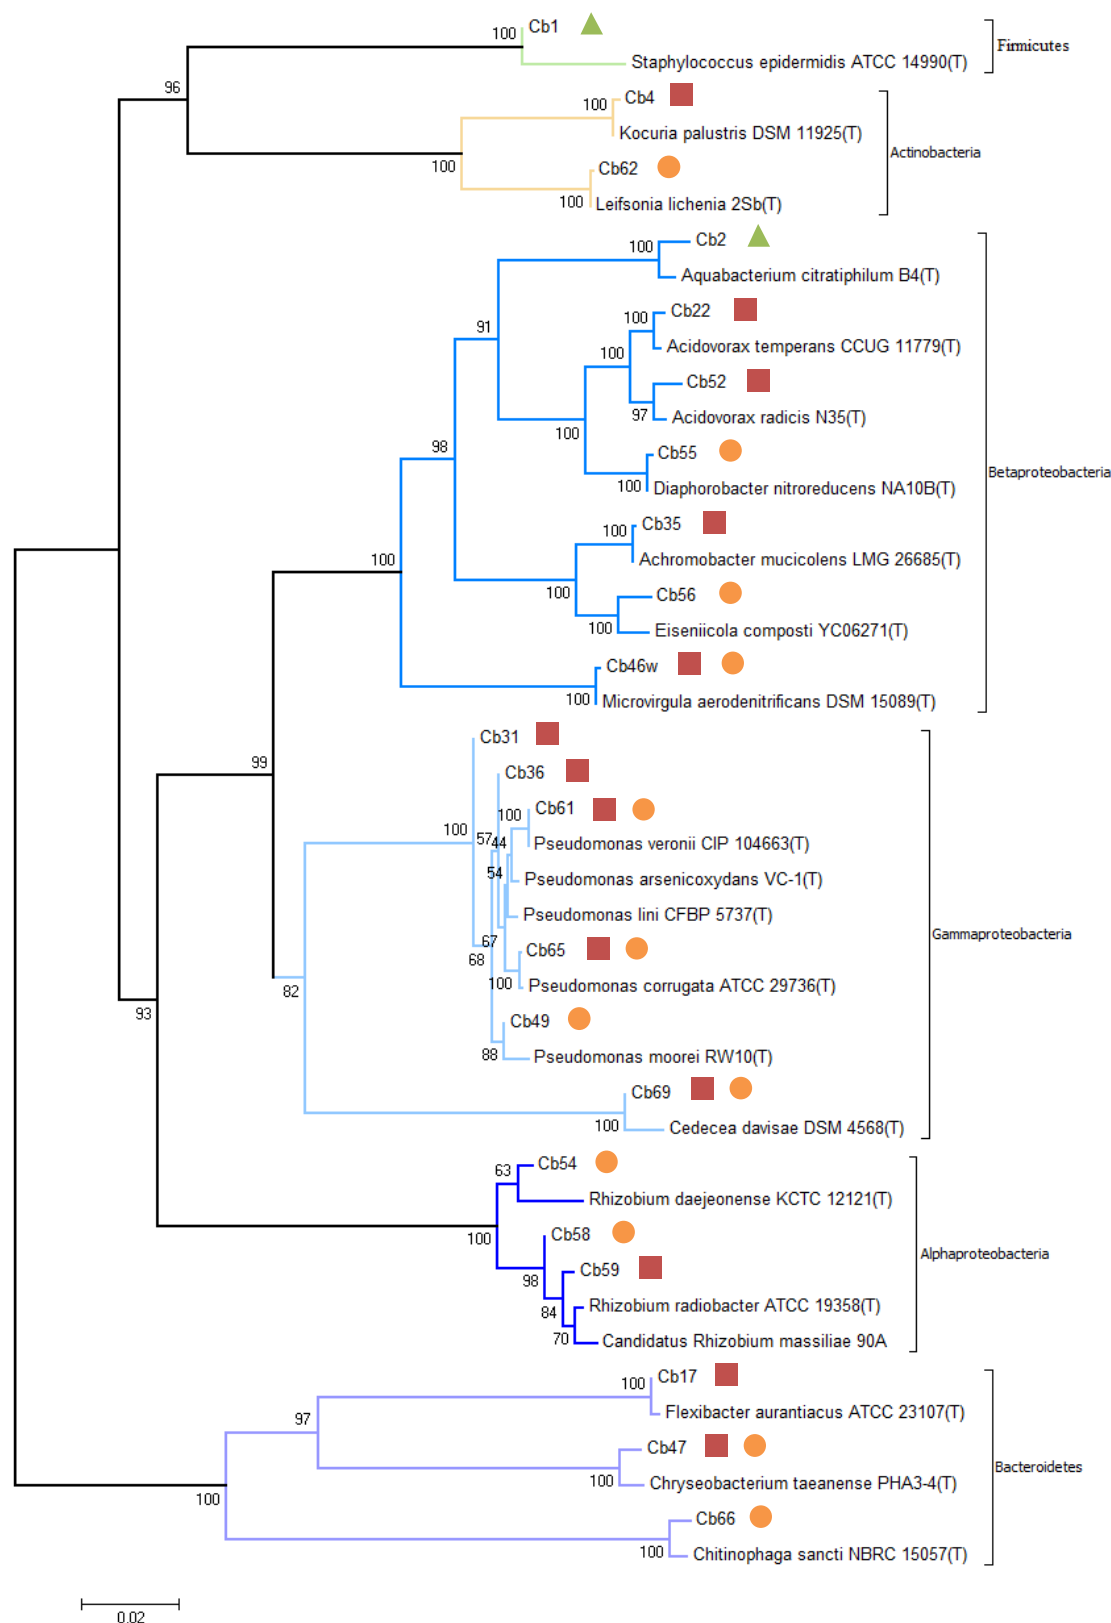 Cb1
100
Staphylococcus epidermidis ATCC 14990(T)
Firmicutes
96
Cb4
100
Kocuria palustris DSM 11925(T)
Actinobacteria
100
Cb62
100
Leifsonia lichenia 2Sb(T)
Cb2
100
Aquabacterium citratiphilum B4(T)
Cb22
100
91
Acidovorax temperans CCUG 11779(T)
100
Cb52
97
Acidovorax radicis N35(T)
100
98
Cb55
100
Diaphorobacter nitroreducens NA10B(T)
Betaproteobacteria
Cb35
100
100
Achromobacter mucicolens LMG 26685(T)
100
Cb56
100
Eiseniicola composti YC06271(T)
Cb46w
100
Microvirgula aerodenitrificans DSM 15089(T)
Cb31
99
Cb36
Cb61
100
100
57
44
Pseudomonas veronii CIP 104663(T)
54
Pseudomonas arsenicoxydans VC-1(T)
Pseudomonas lini CFBP 5737(T)
Gammaproteobacteria
67
Cb65
68
100
Pseudomonas corrugata ATCC 29736(T)
82
93
Cb49
88
Pseudomonas moorei RW10(T)
Cb69
100
Cedecea davisae DSM 4568(T)
Cb54
63
Rhizobium daejeonense KCTC 12121(T)
100
Cb58
Alphaproteobacteria
98
Cb59
84
Rhizobium radiobacter ATCC 19358(T)
70
Candidatus Rhizobium massiliae 90A
Cb17
100
Flexibacter aurantiacus ATCC 23107(T)
97
Cb47
Bacteroidetes
100
Chryseobacterium taeanense PHA3-4(T)
100
Cb66
100
Chitinophaga sancti NBRC 15057(T)
0.02